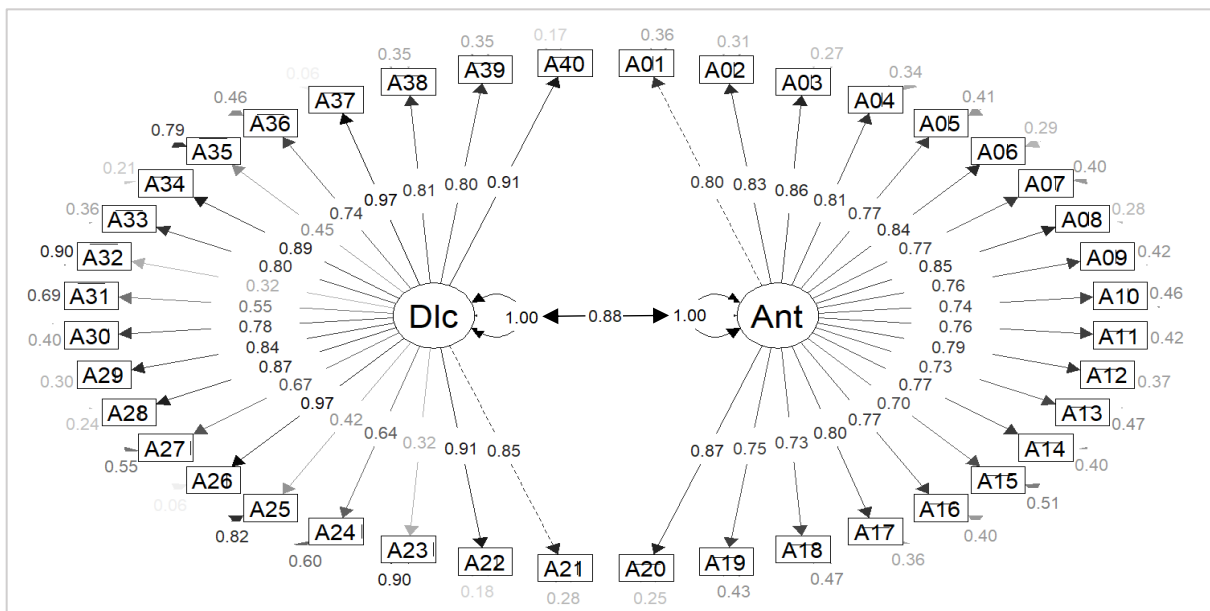 0.06 0.35 0.35 0.17 0.36 0.31 0.27
A37 A38 A39 A40 A01 A02 A03
0.46 A36 A04 0.34
0.79 A35 A05 0.41
0.21 A34 A06 0.29
0.36 A33 A07 0.40
0.90 A32 A08 0.28
0.69 A31 A09 0.42
0.40 A30 A10 0.46
0.30 A29 A11 0.42
0.24 A28 A12 0.37
0.55 A27 A13 0.47
0.06 A26 A14 0.40
0.82 A25 A15 0.51
0.60 A24 A16 0.40
0.90 A23 A17 0.36
0.18 A22 A18 0.47
0.28 A21 A19 0.43
A20 0.25
0.74 0.97 0.81 0.80 0.91 0.80 0.83 0.86 0.81 0.77
0.45 0.84
0.89 0.77
0.80 0.85
0.32 0.76
0.55 0.74
0.78 0.76
0.84 0.79
0.87 0.73
0.67 0.77
0.97 0.70
0.42 0.77
0.64 0.80
0.32 0.73
0.91 0.75
0.85 0.87
Dlc 1.00 0.88 1.00 Ant